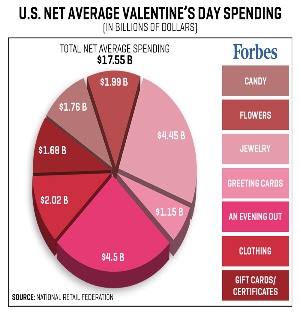 U.S. NET AVERAGE VALENTINE'S DAY SPENDING
(IN BILLIONS OF DOLLARS)
TOTAL NET AVERAGE SPENDING
$17.55 B
Forbes
$1.99 B
$1.76 B
$4.45 B
$1.68 B
$1.15 B
$2.02 B
$4.5 B
CANDY
FLOWERS
JEWELRY
GREETING CARDS
AN EVENING OUT
CLOTHING
GIFT CARDS/
CERTIFICATES
SOURCE: NATIONAL RETAIL FEDERATION